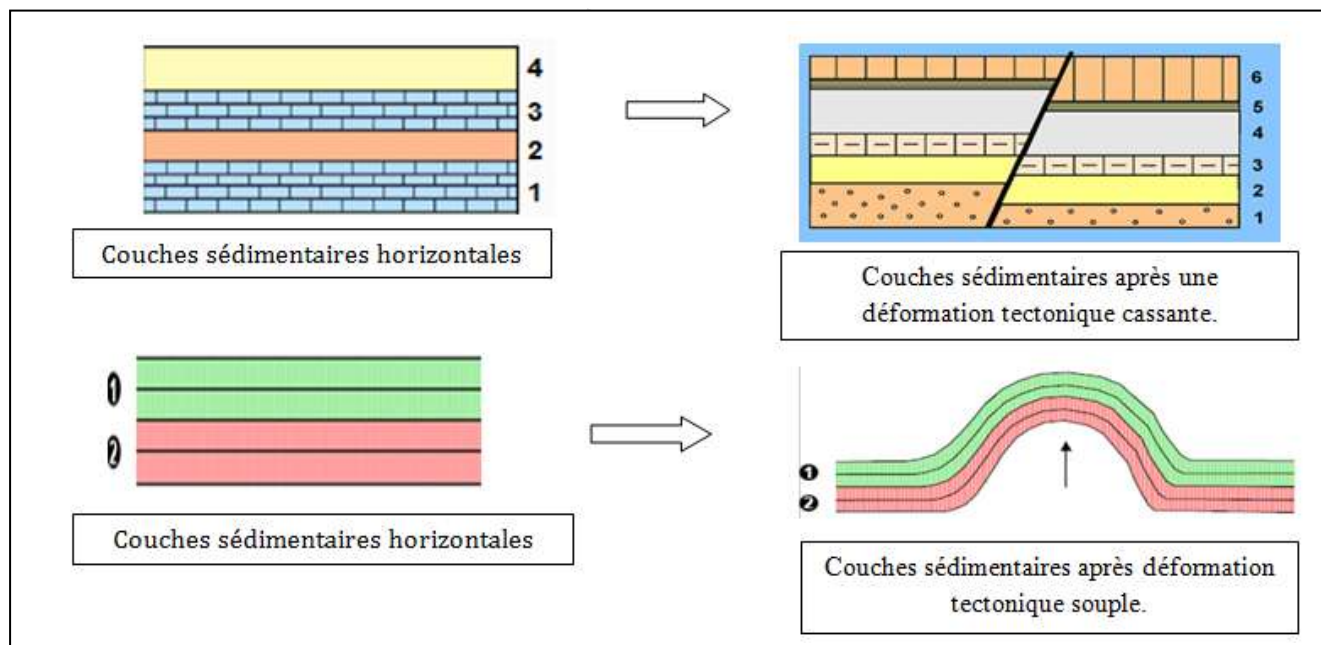 4
3
2
1
Couches sédimentaires horizontales
6
5
4
3
2
1
Couches sédimentaires après une
déformation tectonique cassante.
1
2
Couches sédimentaires horizontales
1
2
Couches sédimentaires après déformation
tectonique souple.